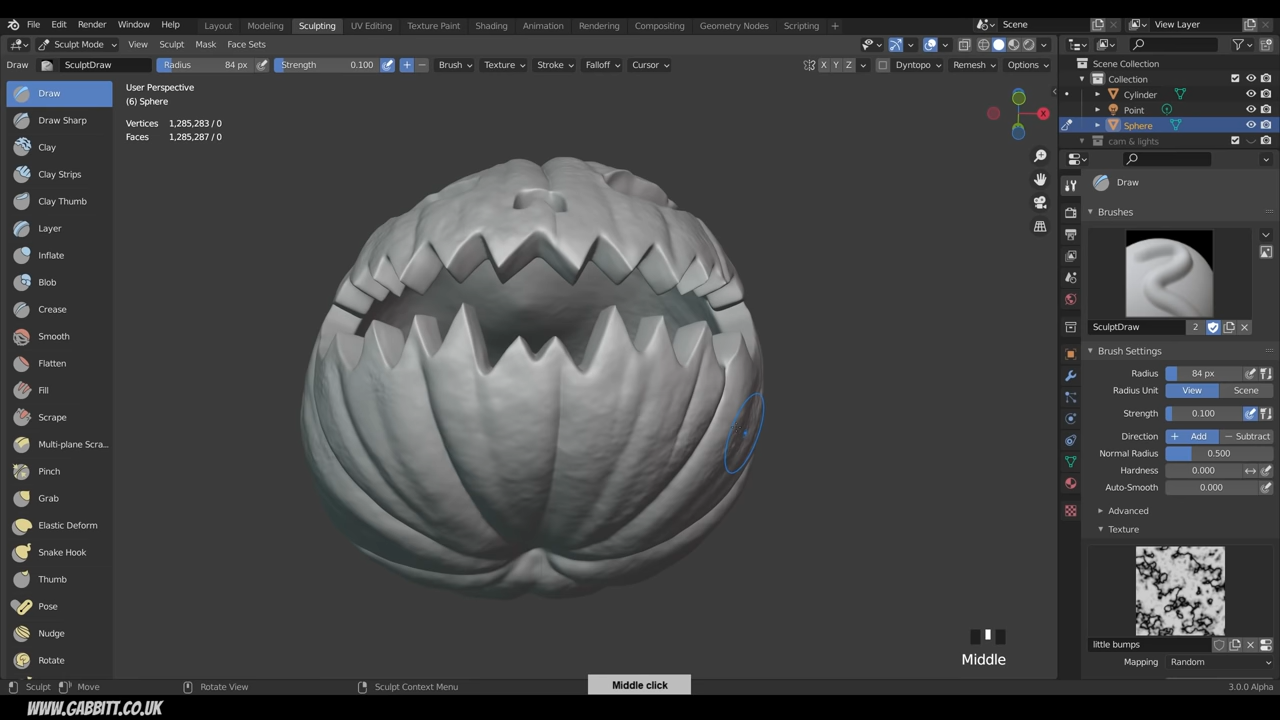 File Edit Render Window Help Layout Modeling Sculpting UV Editing Texture Paint Shading Animation Rendering Compositing Geometry Nodes Scripting + Scene View Layer
Sculpt Mode View Sculpt Mask Face Sets
Draw SculptDraw Radius 84 px Strength 0.100 + − Brush Texture Stroke Falloff Cursor X Y Z Dyntopo Remesh Options
Draw
Draw Sharp
Clay
Clay Strips
Clay Thumb
Layer
Inflate
Blob
Crease
Smooth
Flatten
Fill
Scrape
Multi-plane Scra...
Pinch
Grab
Elastic Deform
Snake Hook
Thumb
Pose
Nudge
Rotate
User Perspective
(6) Sphere
Vertices 1,285,283 / 0
Faces 1,285,287 / 0
X
Middle
Scene Collection
Collection
Cylinder
Point
Sphere
cam & lights
Draw
Brushes
SculptDraw 2
Brush Settings
Radius 84 px
Radius Unit View Scene
Strength 0.100
Direction + Add − Subtract
Normal Radius 0.500
Hardness 0.000
Auto-Smooth 0.000
Advanced
Texture
little bumps
Mapping Random
Sculpt Move Rotate View Sculpt Context Menu Middle click 3.0.0 Alpha
WWW.GABBITT.CO.UK